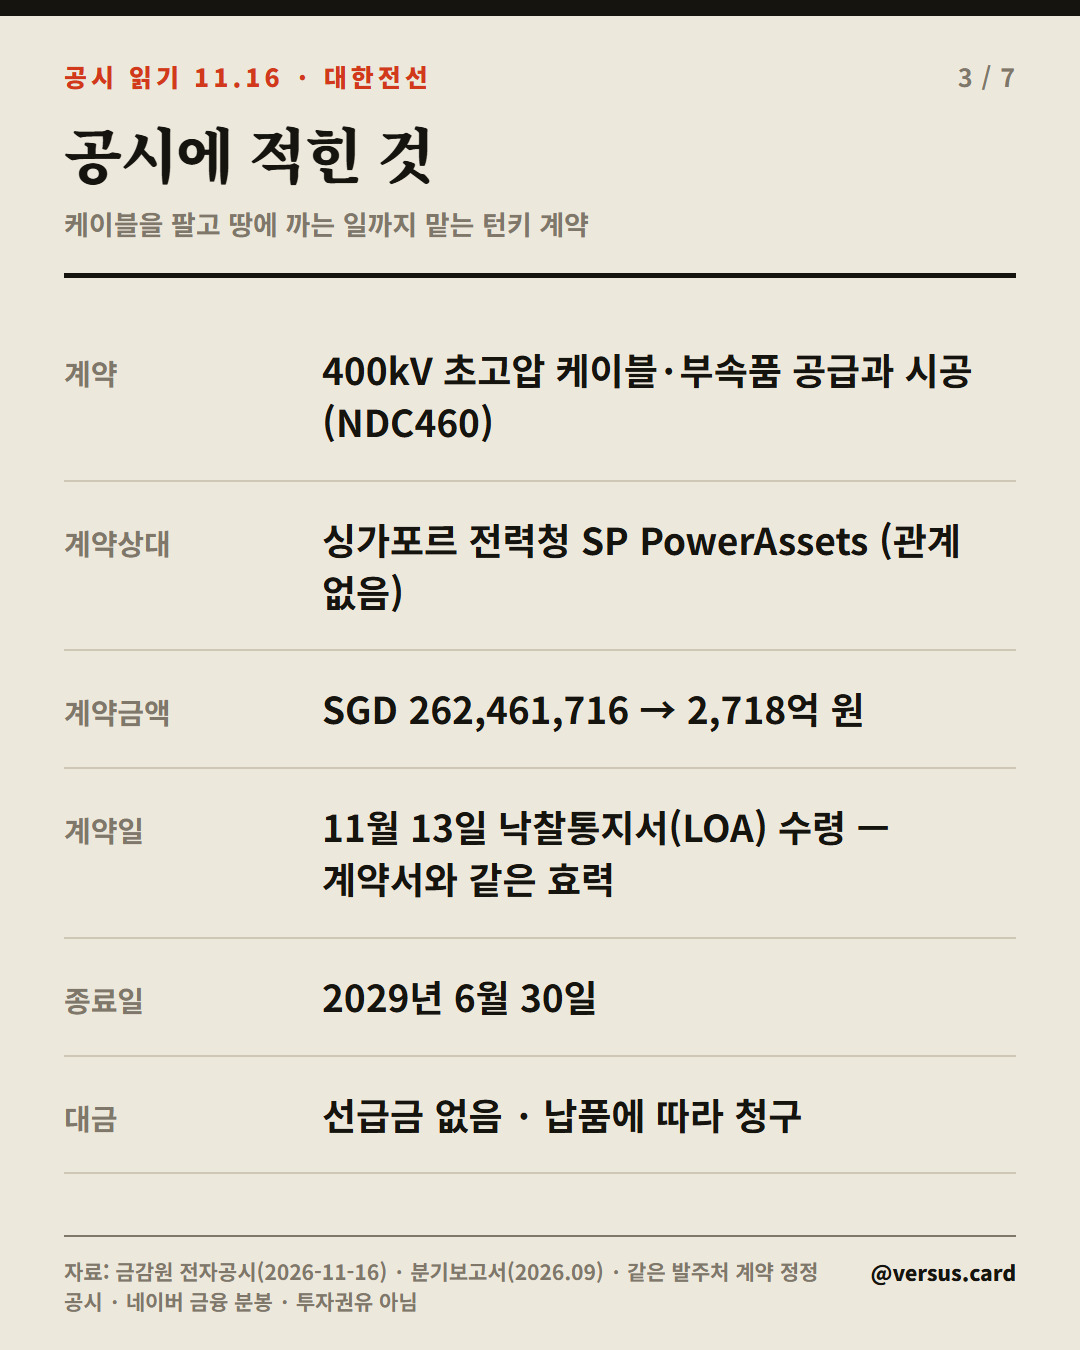 공시 읽기 11.16 · 대한전선
3 / 7
공시에 적힌 것
케이블을 팔고 땅에 까는 일까지 맡는 턴키 계약
계약
400kV 초고압 케이블·부속품 공급과 시공
(NDC460)
계약상대
싱가포르 전력청 SP PowerAssets (관계
없음)
계약금액
SGD 262,461,716 → 2,718억 원
계약일
11월 13일 낙찰통지서(LOA) 수령 —
계약서와 같은 효력
종료일
2029년 6월 30일
대금
선급금 없음 · 납품에 따라 청구
자료: 금감원 전자공시(2026-11-16) · 분기보고서(2026.09) · 같은 발주처 계약 정정
공시 · 네이버 금융 분봉 · 투자권유 아님
@versus.card